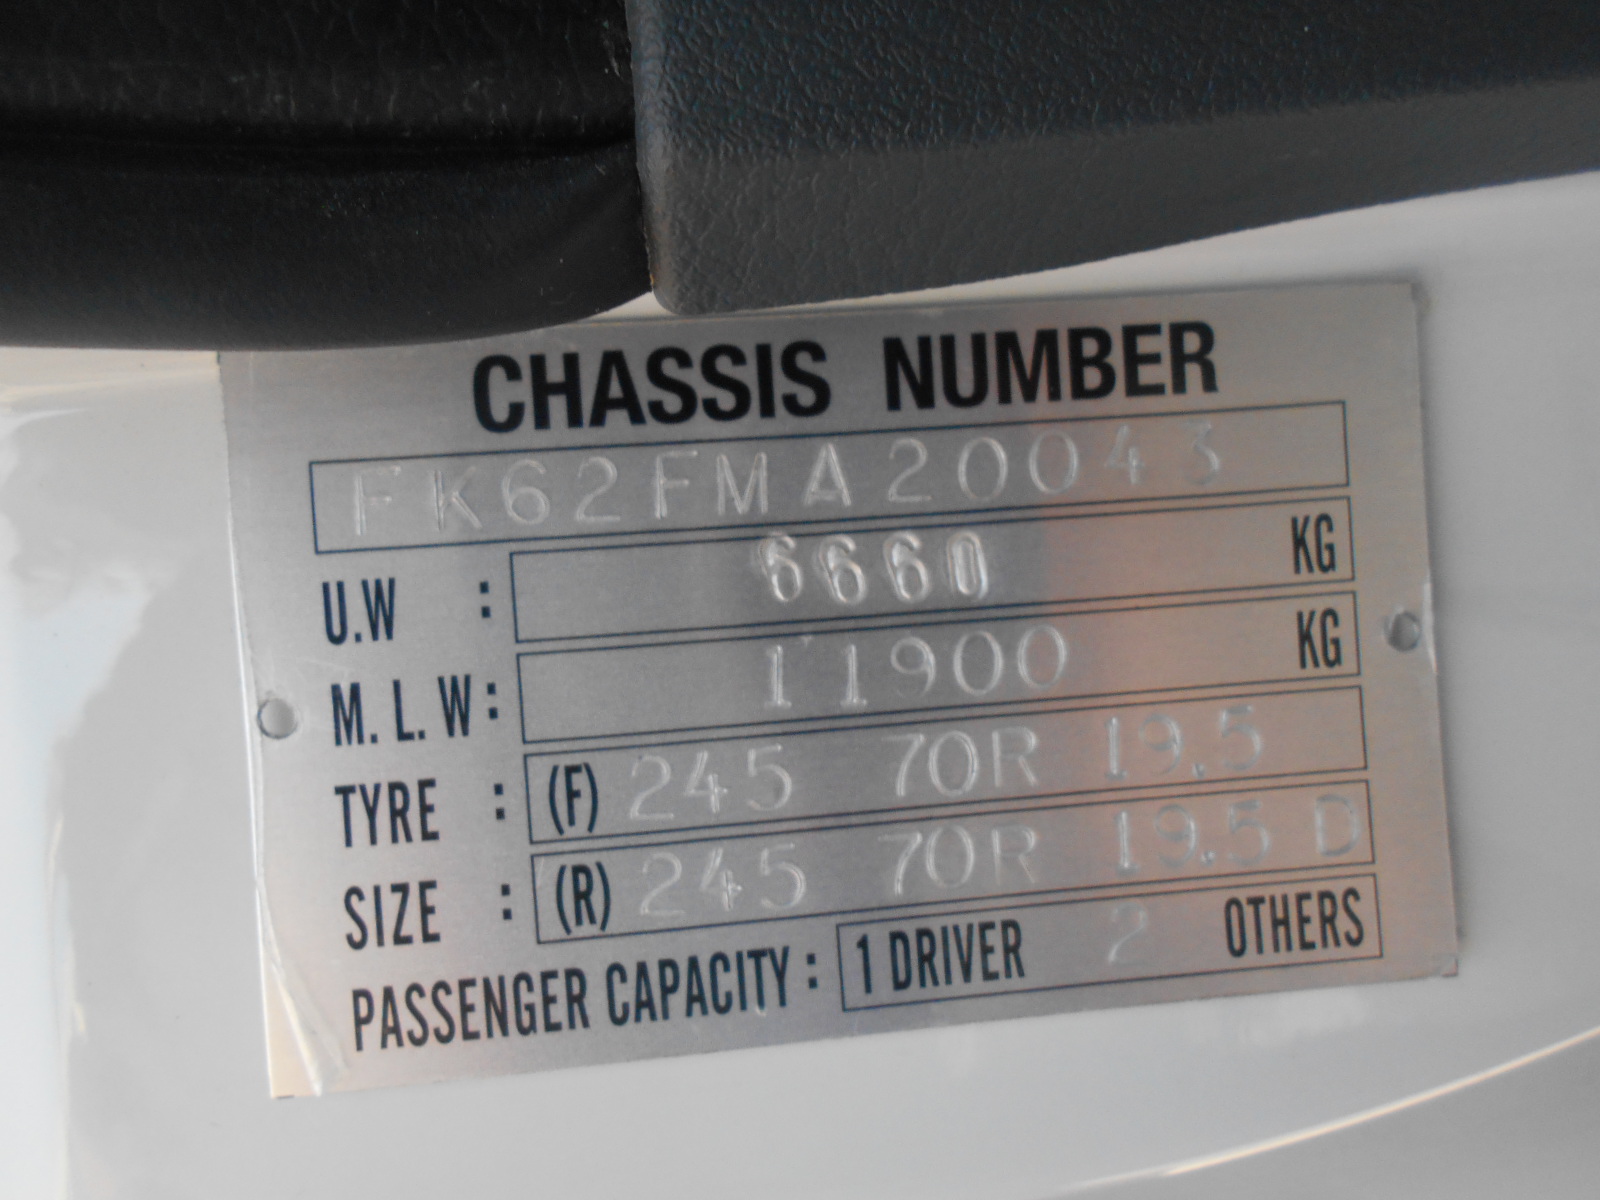 CHASSIS NUMBER
FK62FMA20043
U.W : 6660 KG
M.L.W: 11900 KG
TYRE : (F) 245 70R 19.5
SIZE : (R) 245 70R 19.5 D
PASSENGER CAPACITY : 1 DRIVER 2 OTHERS